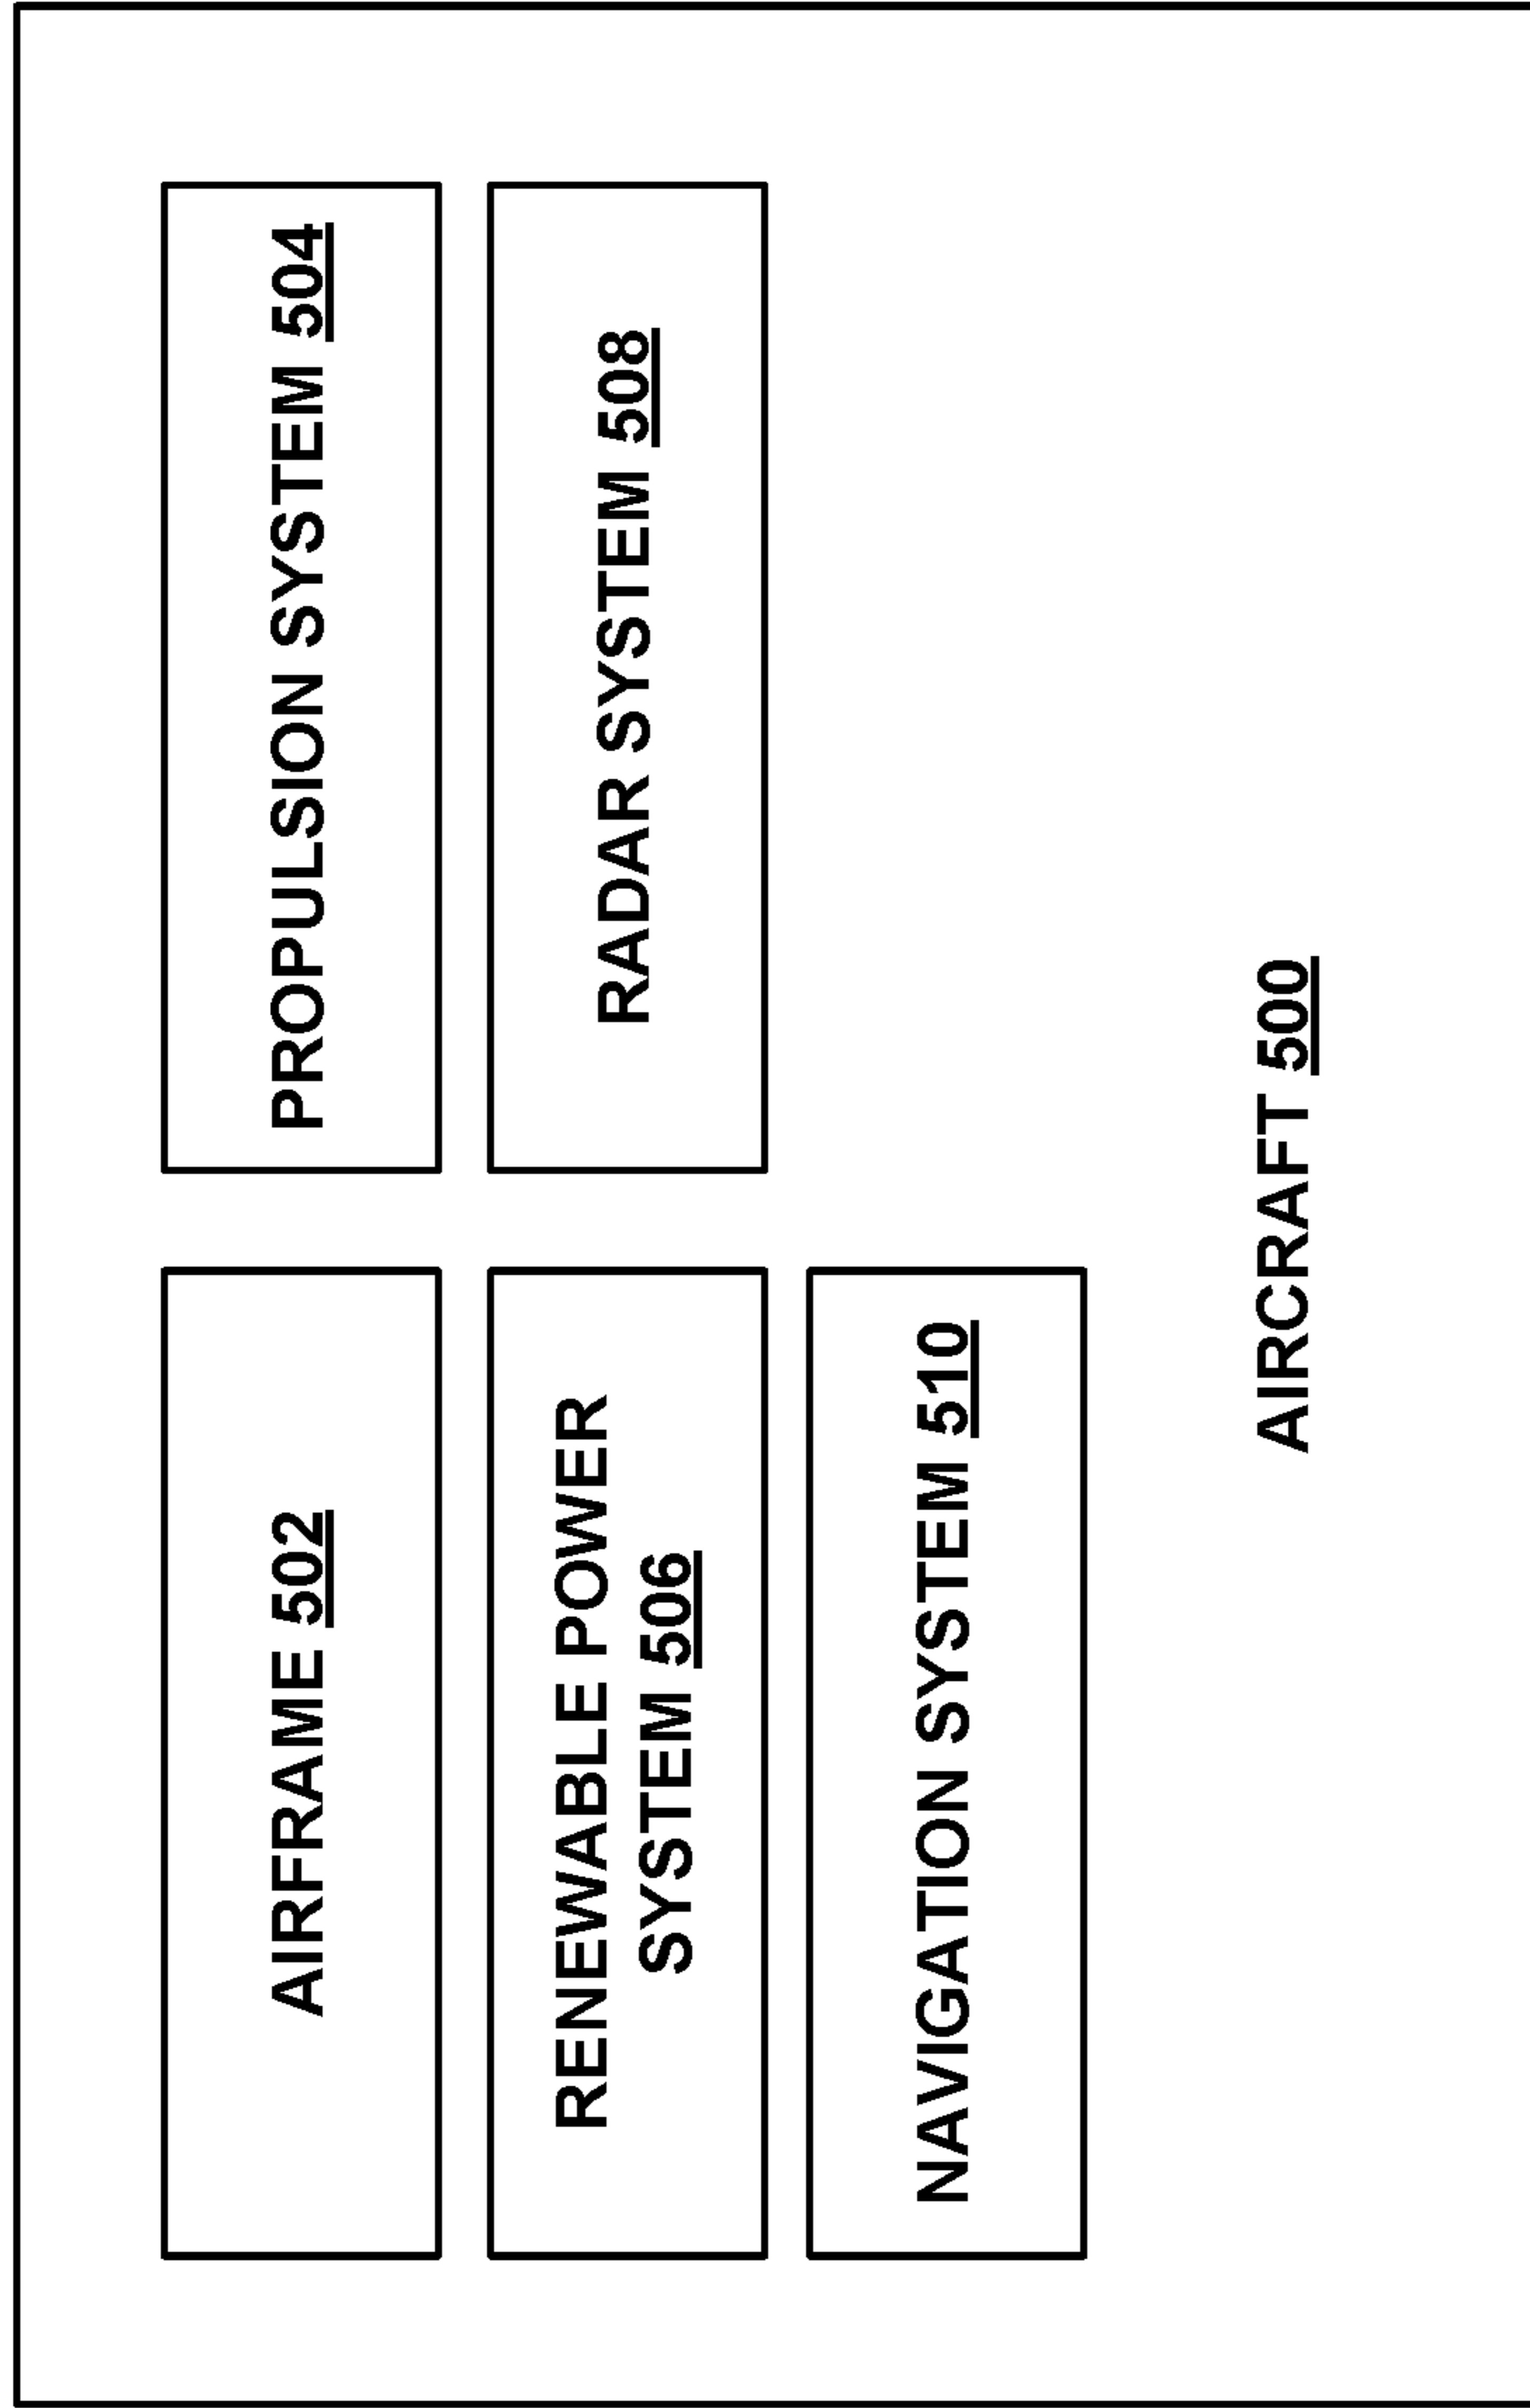 AIRFRAME 502
PROPULSION SYSTEM 504
RENEWABLE POWER
SYSTEM 506
RADAR SYSTEM 508
NAVIGATION SYSTEM 510
AIRCRAFT 500